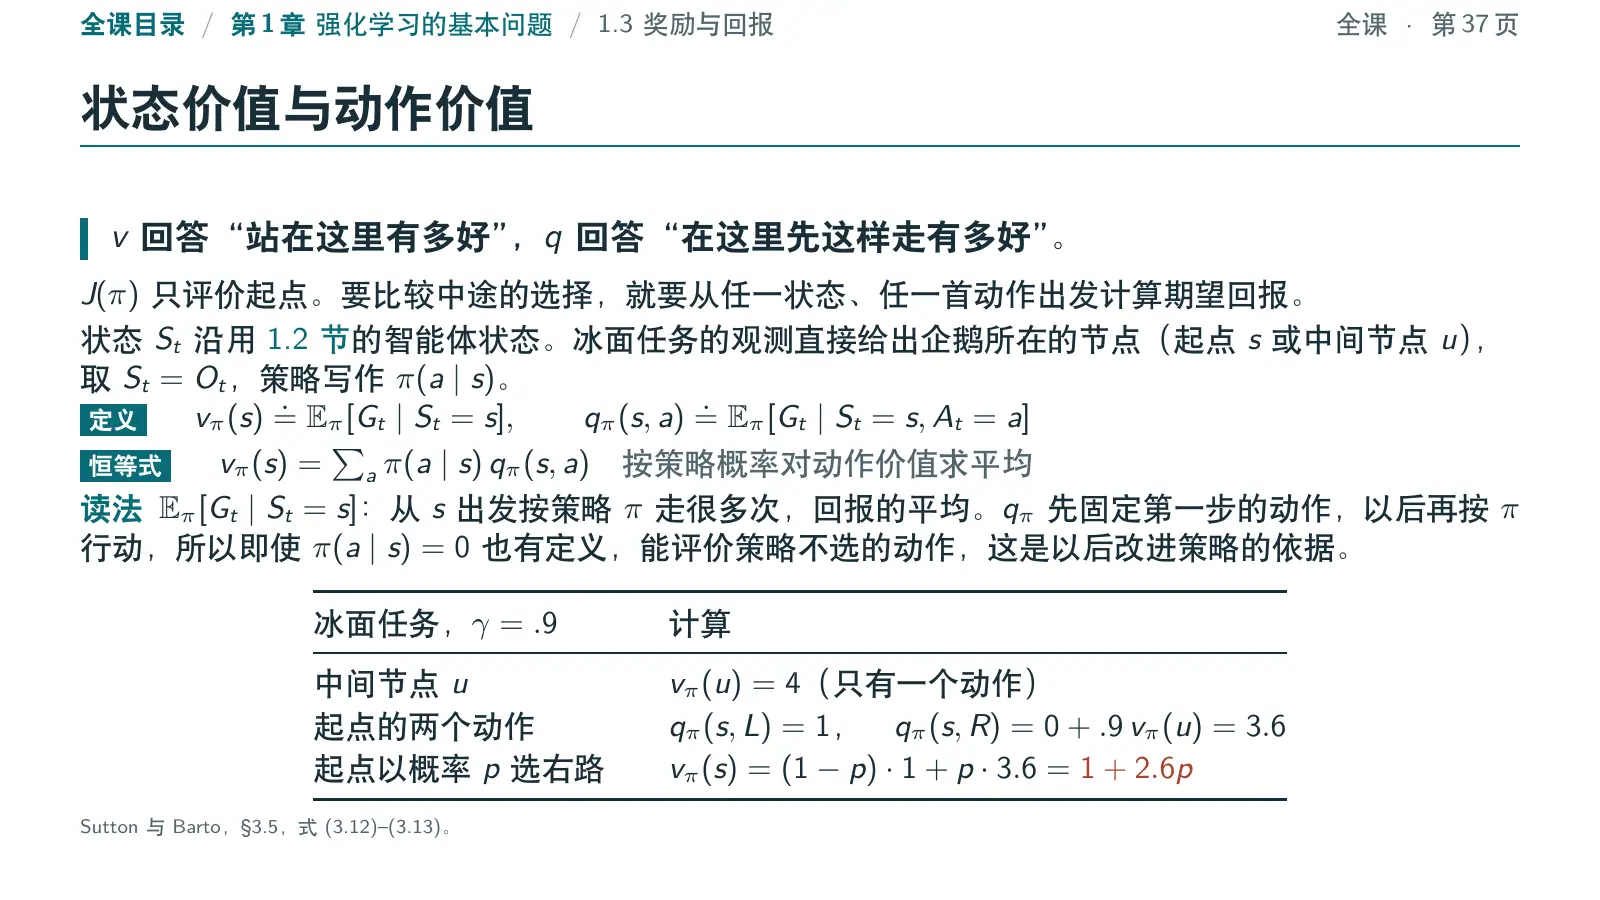 全课目录 / 第 1 章 强化学习的基本问题 / 1.3 奖励与回报
全课 · 第 37 页
状态价值与动作价值
v 回答“站在这里有多好”，q 回答“在这里先这样走有多好”。
J(π) 只评价起点。要比较中途的选择，就要从任一状态、任一首动作出发计算期望回报。
状态 Sₜ 沿用 1.2 节的智能体状态。冰面任务的观测直接给出企鹅所在的节点（起点 s 或中间节点 u），
取 Sₜ = Oₜ，策略写作 π(a | s)。
定义 v_π(s) ≐ 𝔼_π[Gₜ | Sₜ = s], q_π(s, a) ≐ 𝔼_π[Gₜ | Sₜ = s, Aₜ = a]
恒等式 v_π(s) = ∑ₐ π(a | s) q_π(s, a) 按策略概率对动作价值求平均
读法 𝔼_π[Gₜ | Sₜ = s]：从 s 出发按策略 π 走很多次，回报的平均。q_π 先固定第一步的动作，以后再按 π
行动，所以即使 π(a | s) = 0 也有定义，能评价策略不选的动作，这是以后改进策略的依据。
冰面任务，γ = .9 计算
中间节点 u v_π(u) = 4（只有一个动作）
起点的两个动作 q_π(s, L) = 1， q_π(s, R) = 0 + .9 v_π(u) = 3.6
起点以概率 p 选右路 v_π(s) = (1 − p) · 1 + p · 3.6 = 1 + 2.6p
Sutton 与 Barto，§3.5，式 (3.12)–(3.13)。